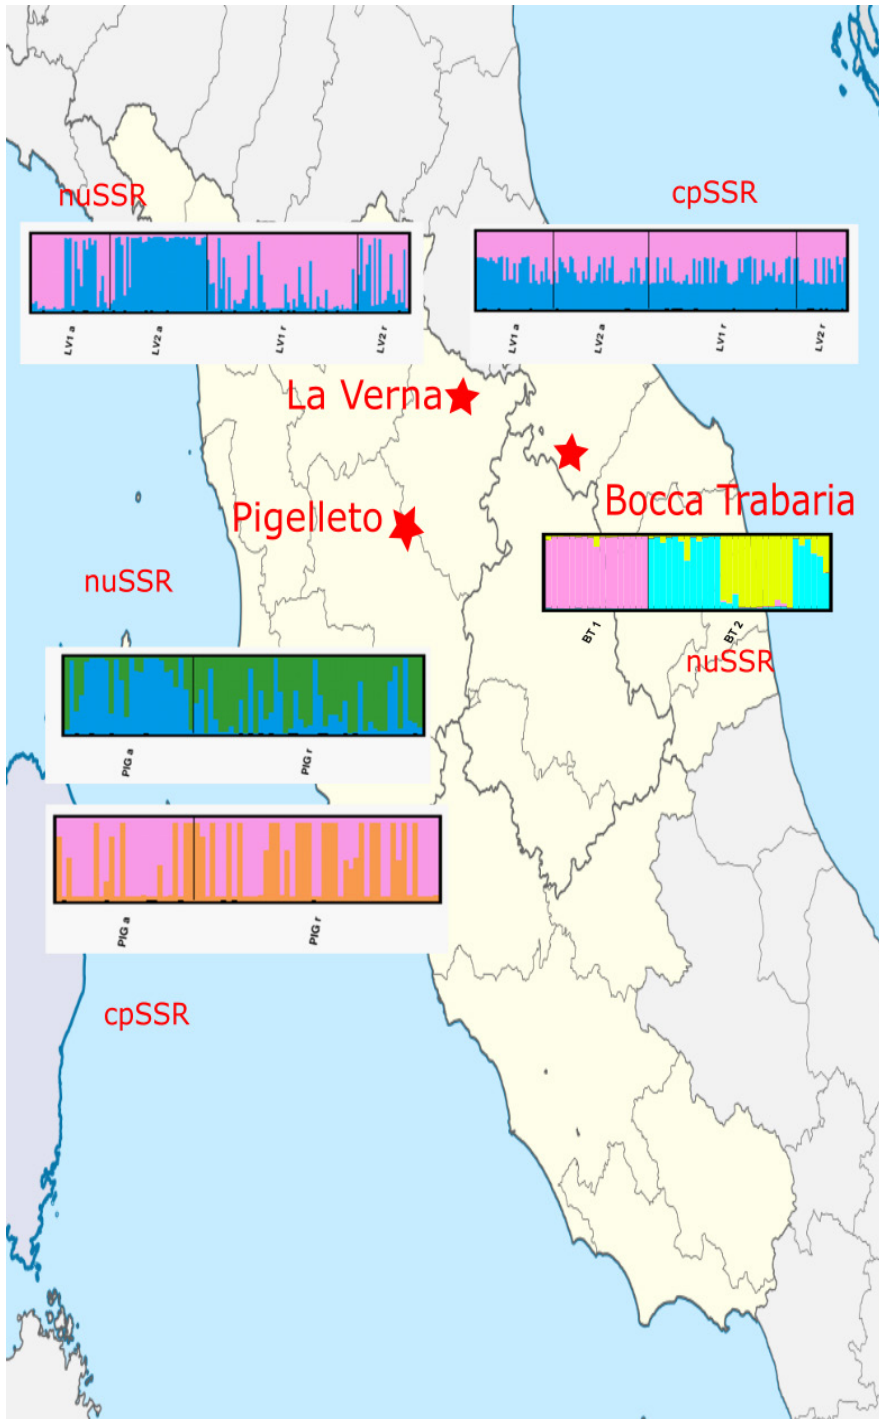 nuSSR
cpSSR
LV1 a
LV2 a
LV1 r
LV2 r
LV1 a
LV2 a
LV1 r
LV2 r
La Verna
Pigelleto
Bocca Trabaria
nuSSR
BT 1
BT 2
nuSSR
PIG a
PIG r
PIG a
PIG r
cpSSR